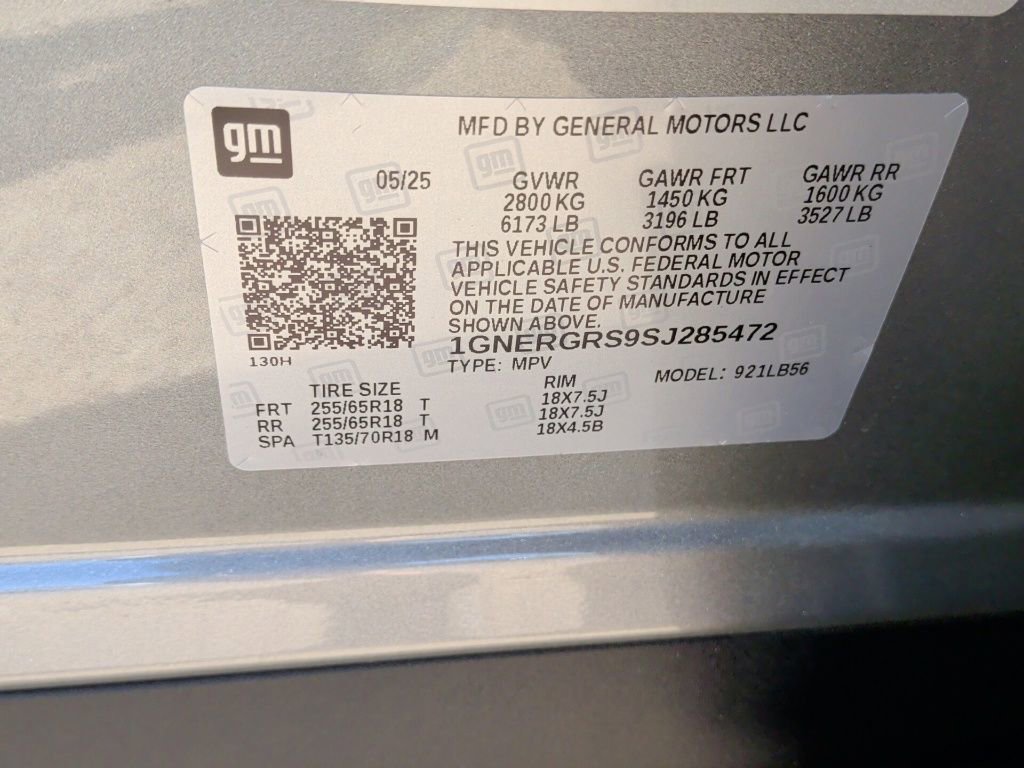 gm
MFD BY GENERAL MOTORS LLC
05/25 GVWR GAWR FRT GAWR RR
2800 KG 1450 KG 1600 KG
6173 LB 3196 LB 3527 LB
THIS VEHICLE CONFORMS TO ALL
APPLICABLE U.S. FEDERAL MOTOR
VEHICLE SAFETY STANDARDS IN EFFECT
ON THE DATE OF MANUFACTURE
SHOWN ABOVE.
1GNERGRS9SJ285472
130H
TYPE: MPV MODEL: 921LB56
TIRE SIZE RIM
FRT 255/65R18 T 18X7.5J
RR 255/65R18 T 18X7.5J
SPA T135/70R18 M 18X4.5B